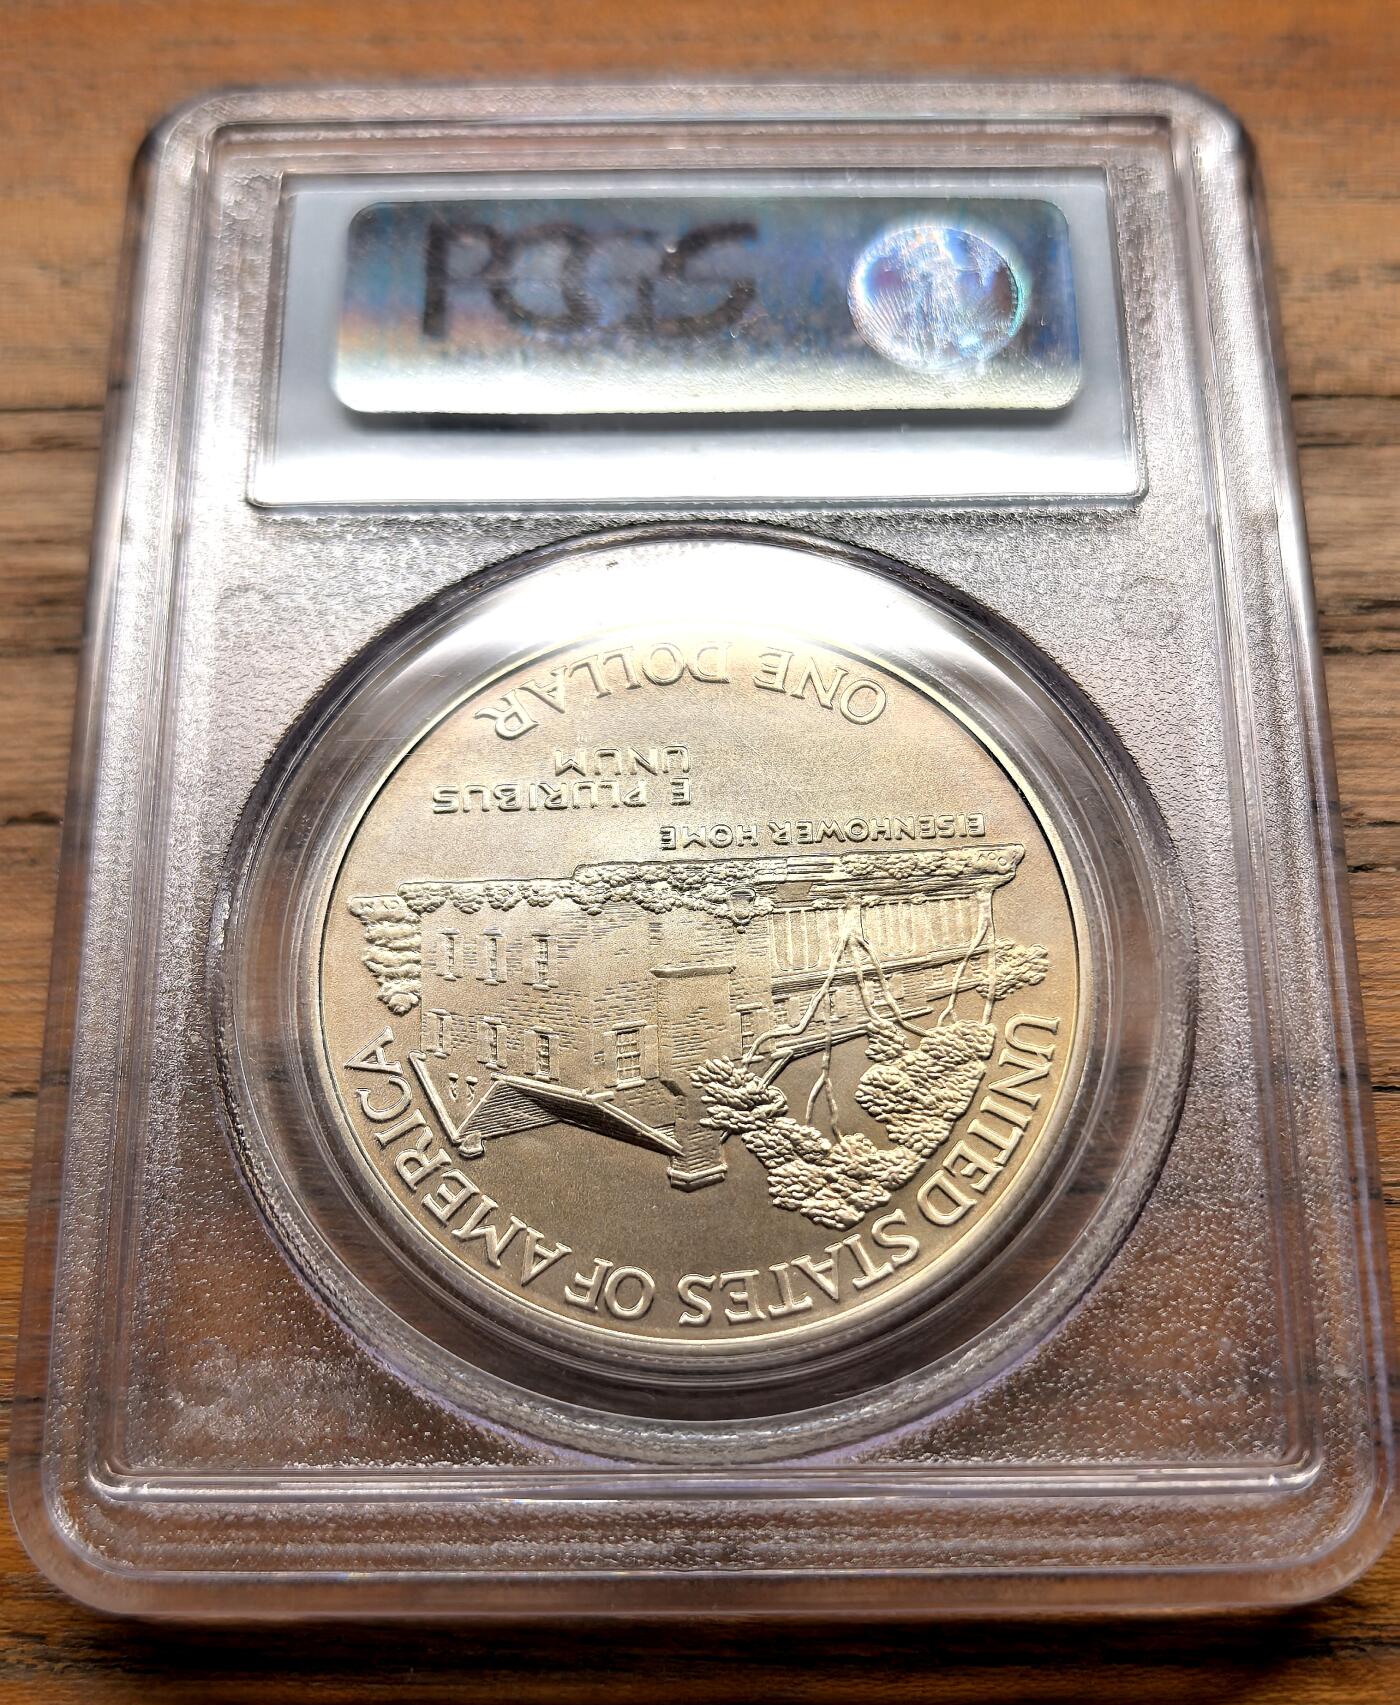 PCGS
UNITED STATES OF AMERICA
EISENHOWER HOME
E PLURIBUS
UNUM
ONE DOLLAR